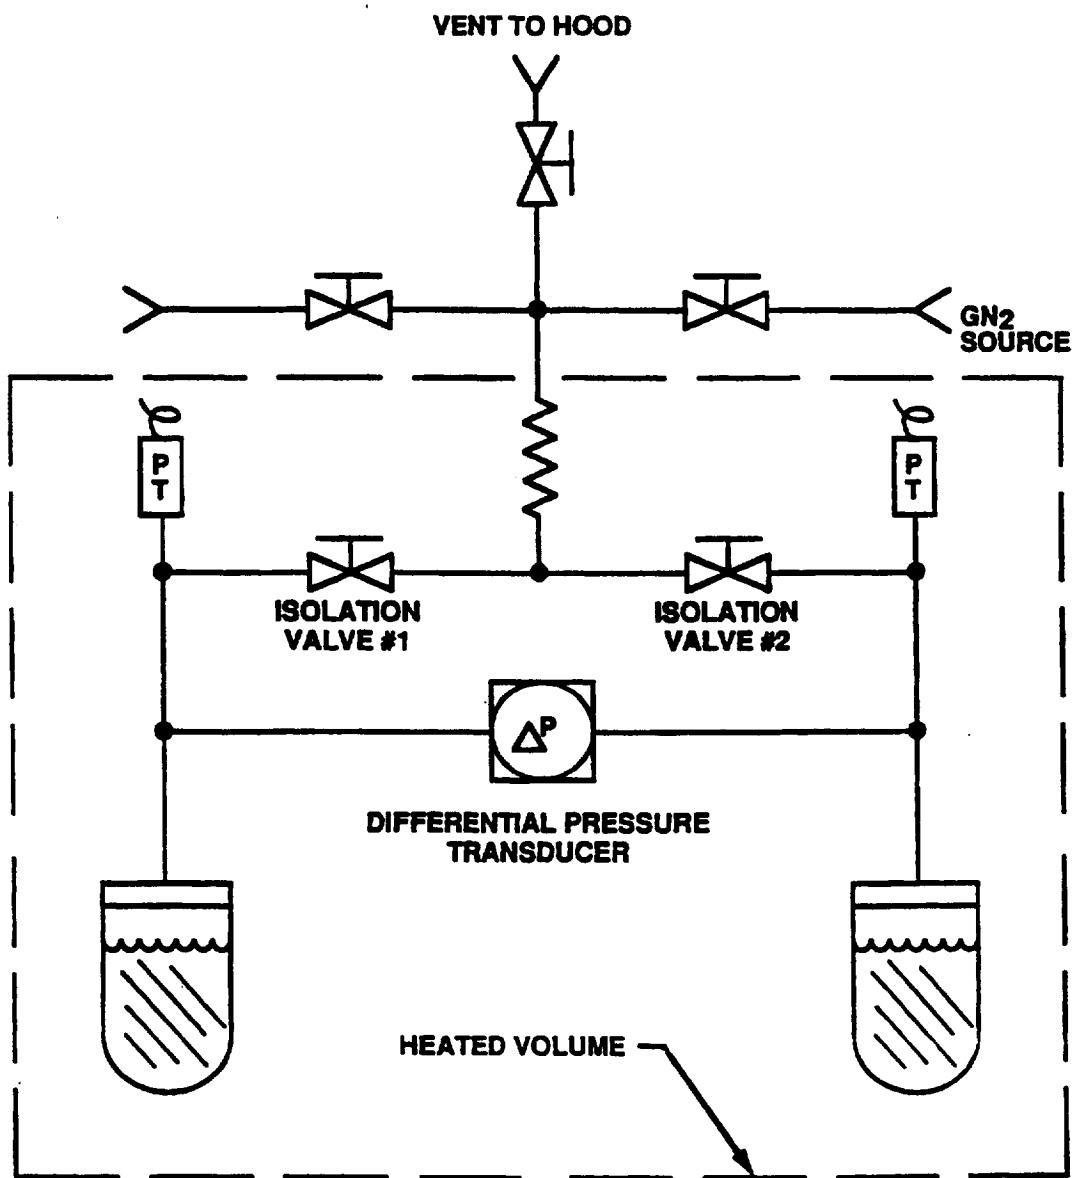 VENT TO HOOD
GN2
SOURCE
P
T
P
T
ISOLATION
VALVE #1
ISOLATION
VALVE #2
ΔP
DIFFERENTIAL PRESSURE
TRANSDUCER
HEATED VOLUME